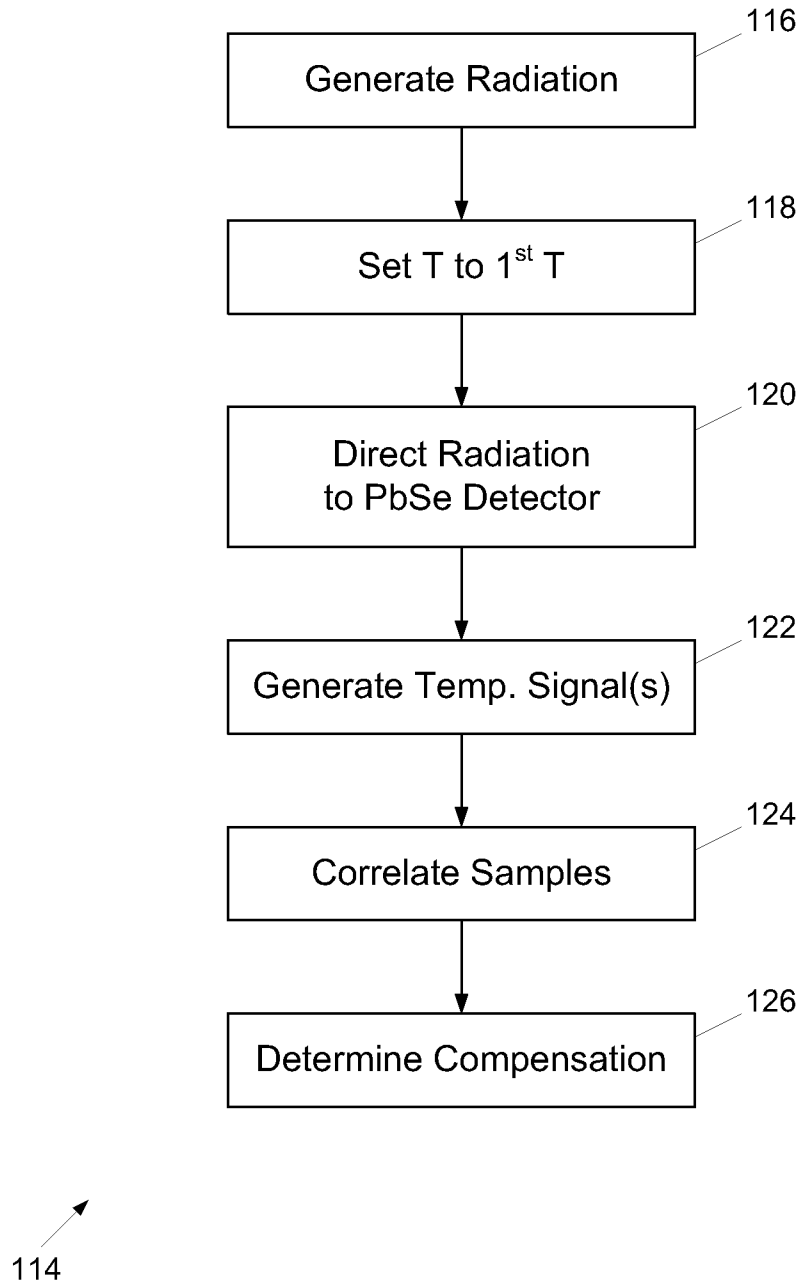 116
Generate Radiation
118
Set T to 1st T
120
Direct Radiation
to PbSe Detector
122
Generate Temp. Signal(s)
124
Correlate Samples
126
Determine Compensation
114